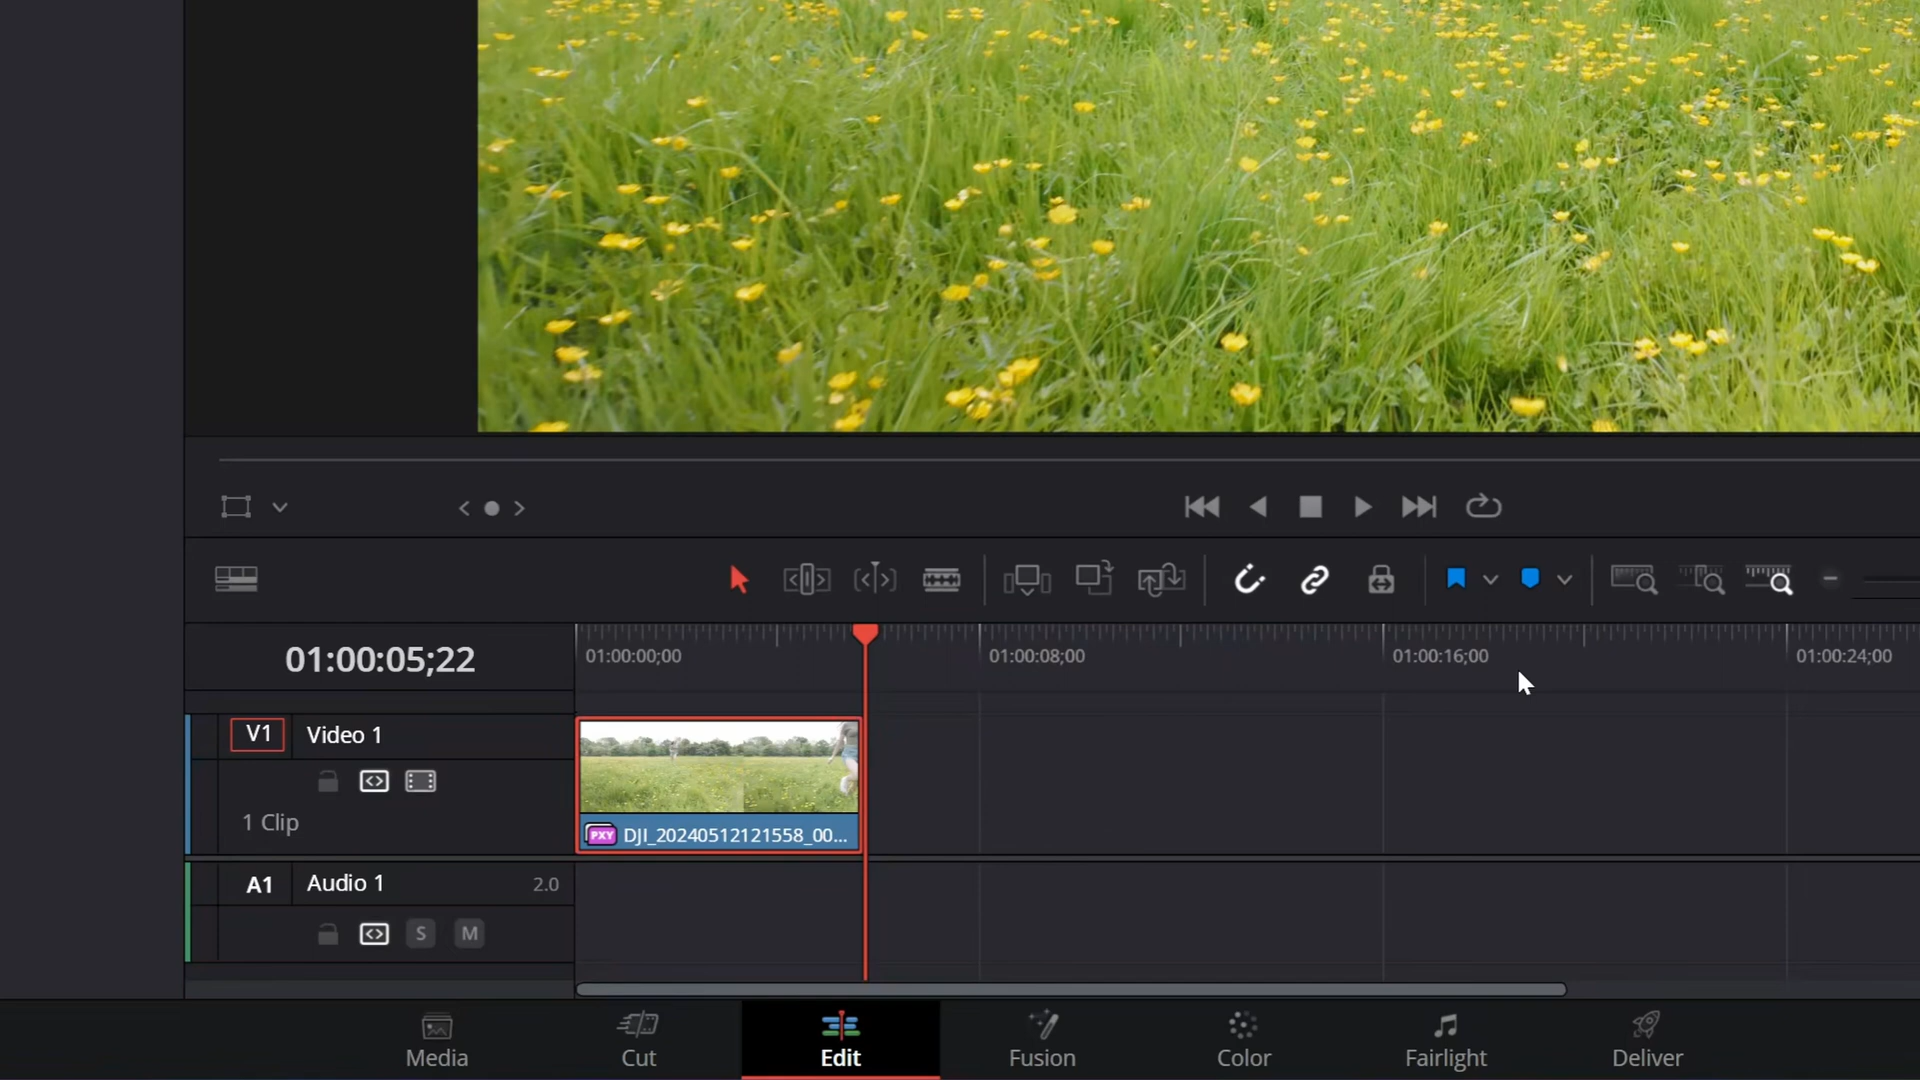 01:00:05;22
01:00:00;00
01:00:08;00
01:00:16;00
01:00:24;00
V1 Video 1
1 Clip
PXY DJI_20240512121558_00...
A1 Audio 1 2.0
S M
Media
Cut
Edit
Fusion
Color
Fairlight
Deliver